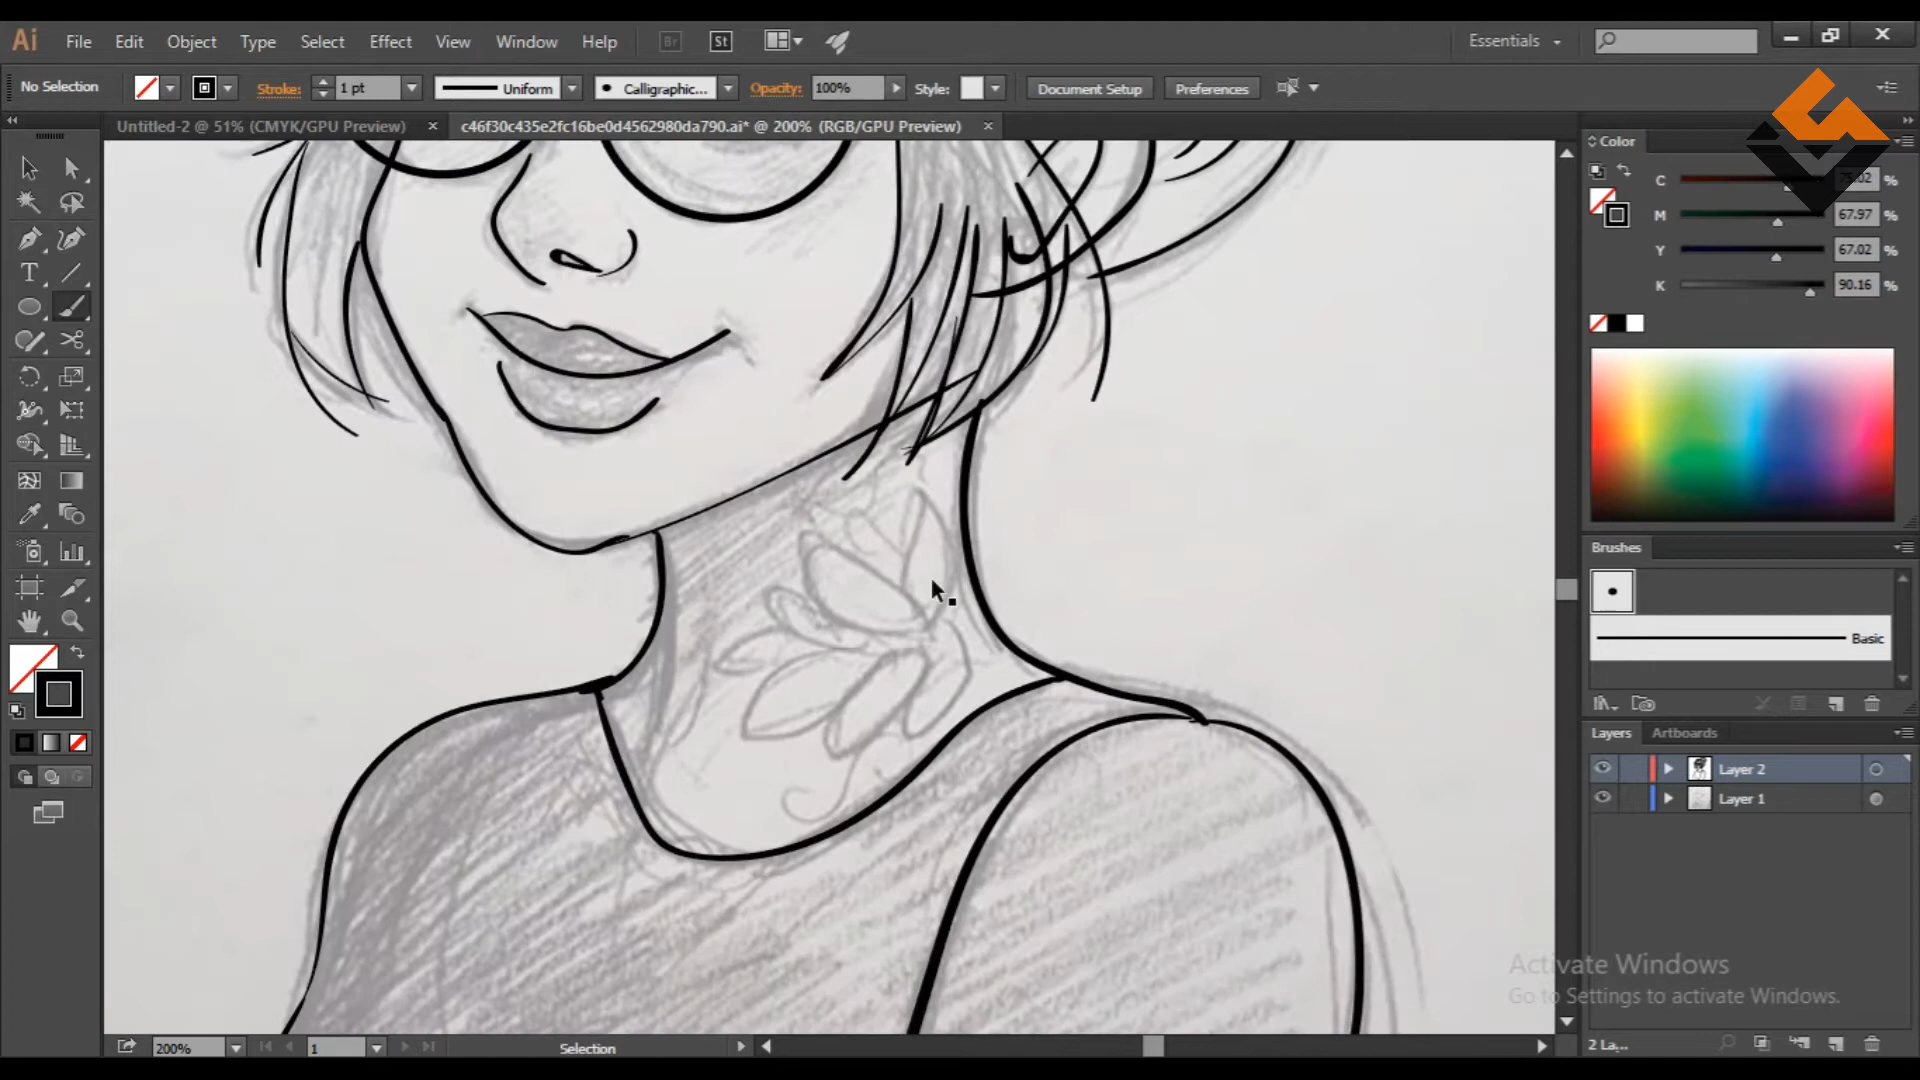 Ai File Edit Object Type Select Effect View Window Help Br St Essentials
No Selection Stroke: 1 pt Uniform Calligraphic... Opacity: 100% Style: Document Setup Preferences
Untitled-2 @ 51% (CMYK/GPU Preview) c46f30c435e2fc16be0d4562980da790.ai* @ 200% (RGB/GPU Preview)
Color
C 75.02 %
M 67.97 %
Y 67.02 %
K 90.16 %
Brushes
Basic
Layers Artboards
Layer 2
Layer 1
Activate Windows
Go to Settings to activate Windows.
200% 1 Selection 2 La...